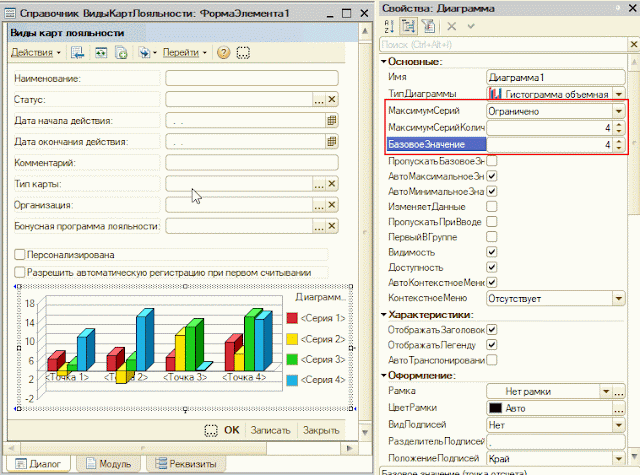 Справочник ВидыКартЛояльности: ФормаЭлемента1
Виды карт лояльности
Действия
Перейти
Наименование:
Статус:
Дата начала действия:
. .
Дата окончания действия:
. .
Комментарий:
Тип карты:
Организация:
Бонусная программа лояльности:
Персонализирована
Разрешить автоматическую регистрацию при первом считывании
Диаграмм...
18
14
10
6
2
-2
<Точка 1>
<Точка 2>
<Точка 3>
<Точка 4>
<Серия 1>
<Серия 2>
<Серия 3>
<Серия 4>
ОК
Записать
Закрыть
Диалог
Модуль
Реквизиты
Свойства: Диаграмма
Поиск (Ctrl+Alt+I)
Основные:
Имя
Диаграмма1
ТипДиаграммы
Гистограмма объемная
МаксимумСерий
Ограничено
МаксимумСерийКолич
4
БазовоеЗначение
4
ПропускатьБазовоеЗн
АвтоМаксимальноеЗн
АвтоМинимальноеЗна
ИзменяетДанные
ПропускатьПриВводе
ПервыйВГруппе
Видимость
Доступность
АвтоКонтекстноеМеню
КонтекстноеМеню
Отсутствует
Характеристики:
ОтображатьЗаголовок
ОтображатьЛегенду
АвтоТранспонировани
Оформление:
Рамка
Нет рамки
ЦветРамки
Авто
ВидПодписей
Нет
РазделительПодписей
,
ПоложениеПодписей
Край
Базовое значение (точка отсчета)